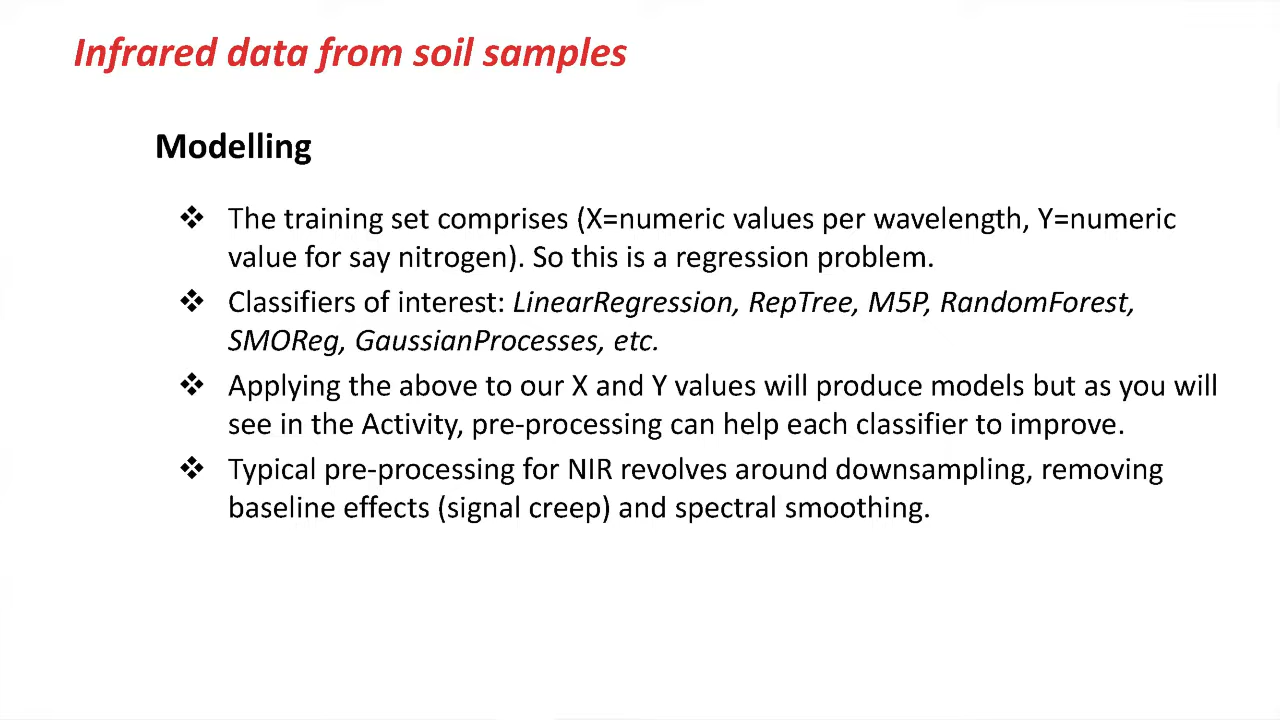 Infrared data from soil samples
Modelling
❖ The training set comprises (X=numeric values per wavelength, Y=numeric
value for say nitrogen). So this is a regression problem.
❖ Classifiers of interest: LinearRegression, RepTree, M5P, RandomForest,
SMOReg, GaussianProcesses, etc.
❖ Applying the above to our X and Y values will produce models but as you will
see in the Activity, pre-processing can help each classifier to improve.
❖ Typical pre-processing for NIR revolves around downsampling, removing
baseline effects (signal creep) and spectral smoothing.